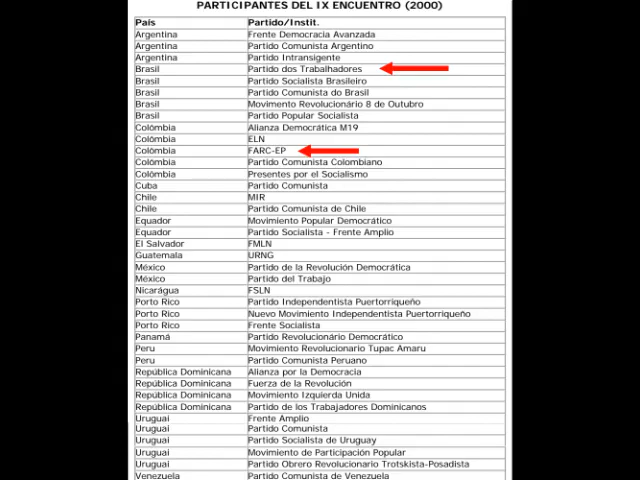 PARTICIPANTES DEL IX ENCUENTRO (2000)
País Partido/Instit.
Argentina Frente Democracia Avanzada
Argentina Partido Comunista Argentino
Argentina Partido Intransigente
Brasil Partido dos Trabalhadores
Brasil Partido Socialista Brasileiro
Brasil Partido Comunista do Brasil
Brasil Movimento Revolucionário 8 de Outubro
Brasil Partido Popular Socialista
Colômbia Alianza Democrática M19
Colômbia ELN
Colômbia FARC-EP
Colômbia Partido Comunista Colombiano
Colômbia Presentes por el Socialismo
Cuba Partido Comunista
Chile MIR
Chile Partido Comunista de Chile
Equador Movimiento Popular Democrático
Equador Partido Socialista - Frente Amplio
El Salvador FMLN
Guatemala URNG
México Partido de la Revolución Democrática
México Partido del Trabajo
Nicarágua FSLN
Porto Rico Partido Independentista Puertorriqueño
Porto Rico Nuevo Movimiento Independentista Puertorriqueño
Porto Rico Frente Socialista
Panamá Partido Revolucionário Democrático
Peru Movimiento Revolucionario Tupac Amaru
Peru Partido Comunista Peruano
República Dominicana Alianza por la Democracia
República Dominicana Fuerza de la Revolución
República Dominicana Movimiento Izquierda Unida
República Dominicana Partido de los Trabajadores Dominicanos
Uruguai Frente Amplio
Uruguai Partido Comunista
Uruguai Partido Socialista de Uruguay
Uruguai Movimiento de Participación Popular
Uruguai Partido Obrero Revolucionario Trotskista-Posadista
Venezuela Partido Comunista de Venezuela